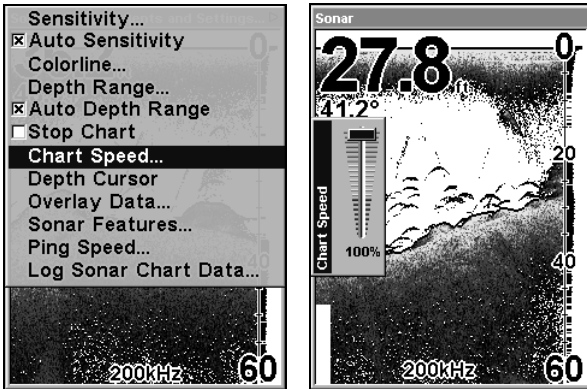 Sensitivity...
Auto Sensitivity
Colorline...
Depth Range...
Auto Depth Range
Stop Chart
Chart Speed...
Depth Cursor
Overlay Data...
Sonar Features...
Ping Speed...
Log Sonar Chart Data...
0
40
200kHz
60
Sonar
27.8 ft
41.2°
0
20
40
Chart Speed
100%
200kHz
60